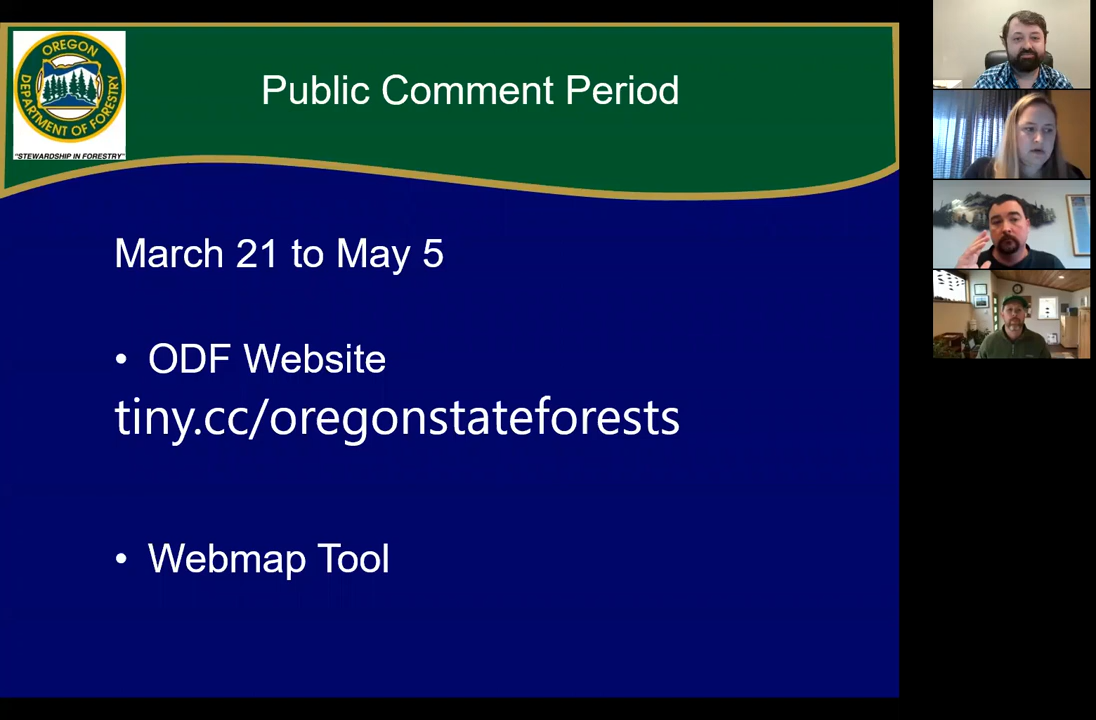 OREGON
DEPARTMENT OF FORESTRY
"STEWARDSHIP IN FORESTRY"
Public Comment Period
March 21 to May 5
• ODF Website
tiny.cc/oregonstateforests
• Webmap Tool